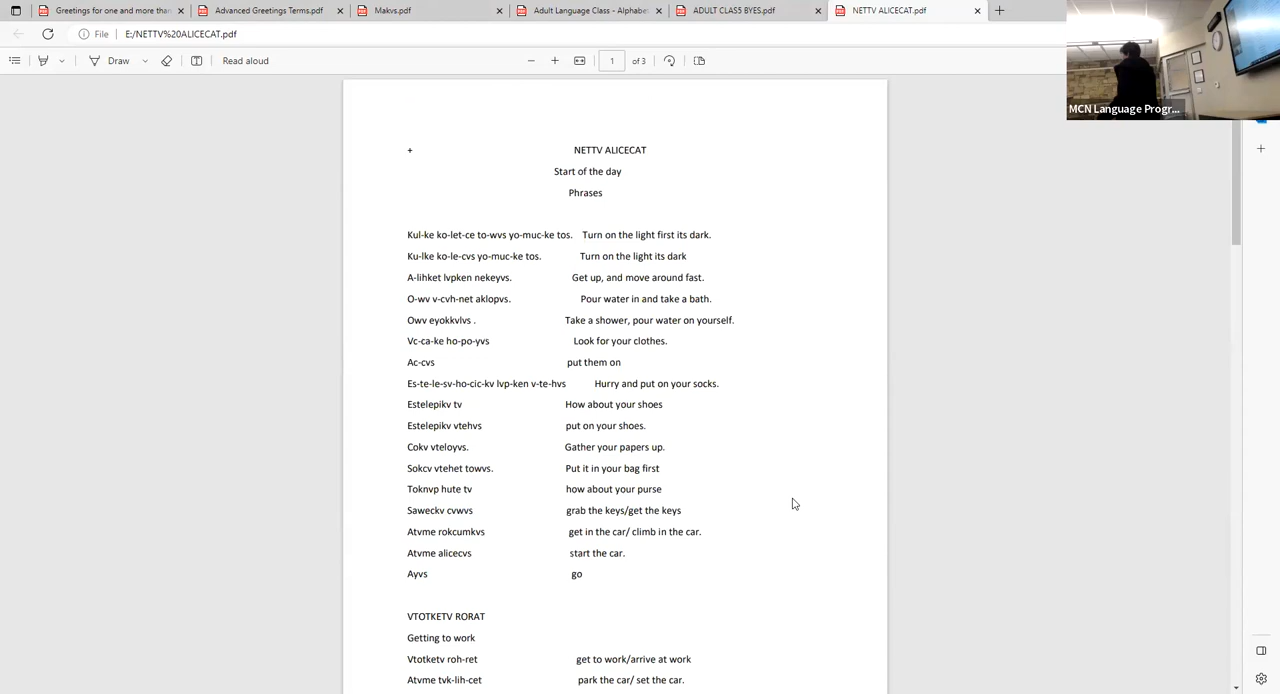 Greetings for one and more than
Advanced Greetings Terms.pdf
Makvs.pdf
Adult Language Class - Alphabe
ADULT CLAS5 BYES.pdf
NETTV ALICECAT.pdf
File E:/NETTV%20ALICECAT.pdf
Draw Read aloud 1 of 3
MCN Language Progr...
+ NETTV ALICECAT
Start of the day
Phrases
Kul-ke ko-let-ce to-wvs yo-muc-ke tos. Turn on the light first its dark.
Ku-lke ko-le-cvs yo-muc-ke tos. Turn on the light its dark
A-lihket lvpken nekeyvs. Get up, and move around fast.
O-wv v-cvh-net aklopvs. Pour water in and take a bath.
Owv eyokkvlvs . Take a shower, pour water on yourself.
Vc-ca-ke ho-po-yvs Look for your clothes.
Ac-cvs put them on
Es-te-le-sv-ho-cic-kv lvp-ken v-te-hvs Hurry and put on your socks.
Estelepikv tv How about your shoes
Estelepikv vtehvs put on your shoes.
Cokv vteloyvs. Gather your papers up.
Sokcv vtehet towvs. Put it in your bag first
Toknvp hute tv how about your purse
Saweckv cvwvs grab the keys/get the keys
Atvme rokcumkvs get in the car/ climb in the car.
Atvme alicecvs start the car.
Ayvs go
VTOTKETV RORAT
Getting to work
Vtotketv roh-ret get to work/arrive at work
Atvme tvk-lih-cet park the car/ set the car.